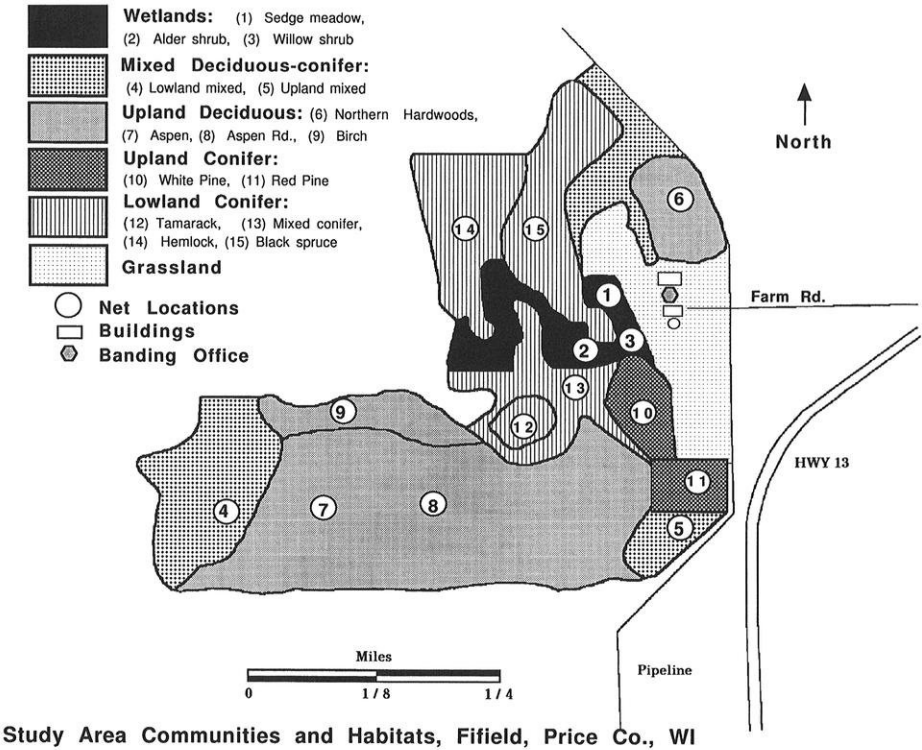 Wetlands: (1) Sedge meadow,
(2) Alder shrub, (3) Willow shrub
Mixed Deciduous-conifer:
(4) Lowland mixed, (5) Upland mixed
Upland Deciduous: (6) Northern Hardwoods,
(7) Aspen, (8) Aspen Rd., (9) Birch
Upland Conifer:
(10) White Pine, (11) Red Pine
Lowland Conifer:
(12) Tamarack, (13) Mixed conifer,
(14) Hemlock, (15) Black spruce
Grassland
Net Locations
Buildings
Banding Office
North
6
14
15
1
Farm Rd.
2
3
13
10
9
12
HWY 13
11
4
7
8
5
Miles
0 1/8 1/4
Pipeline
Study Area Communities and Habitats, Fifield, Price Co., WI